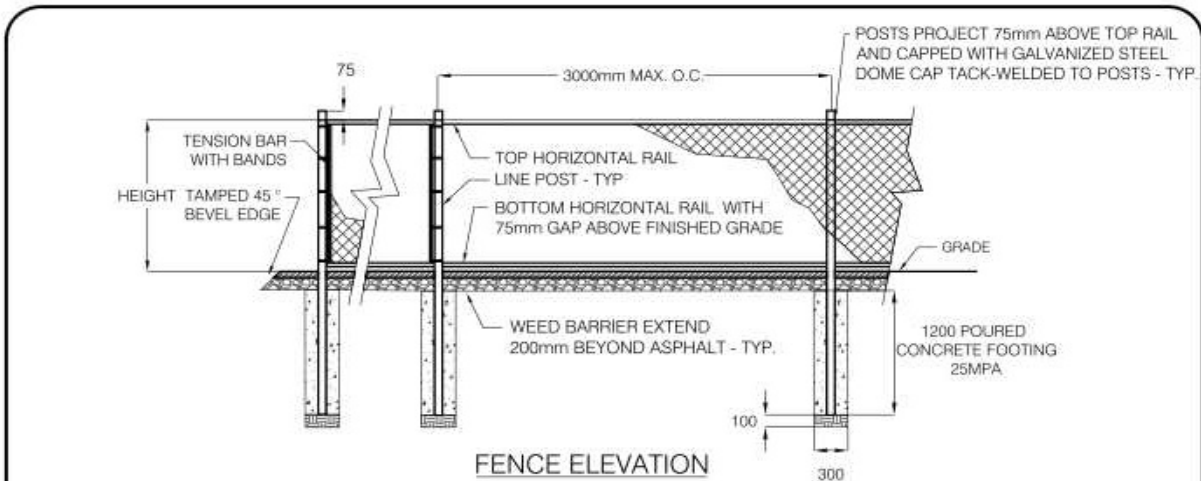 POSTS PROJECT 75mm ABOVE TOP RAIL
AND CAPPED WITH GALVANIZED STEEL
DOME CAP TACK-WELDED TO POSTS - TYP.
75
3000mm MAX. O.C.
TENSION BAR
WITH BANDS
TOP HORIZONTAL RAIL
LINE POST - TYP
HEIGHT
TAMPED 45 °
BEVEL EDGE
BOTTOM HORIZONTAL RAIL WITH
75mm GAP ABOVE FINISHED GRADE
GRADE
WEED BARRIER EXTEND
200mm BEYOND ASPHALT - TYP.
1200 POURED
CONCRETE FOOTING
25MPA
100
300
FENCE ELEVATION